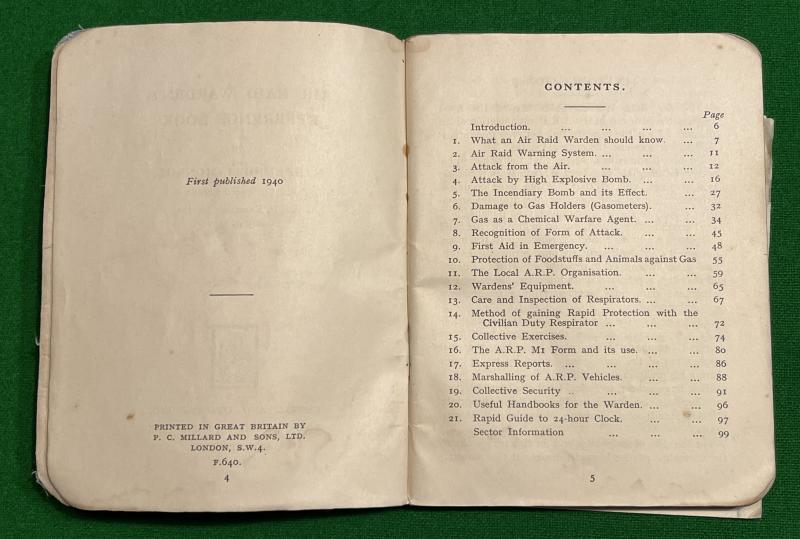 First published 1940
PRINTED IN GREAT BRITAIN BY
P. C. MILLARD AND SONS, LTD.
LONDON, S.W.4.
F.640.
4
CONTENTS.
Page
Introduction. ... ... ... ... 6
1. What an Air Raid Warden should know. ... 7
2. Air Raid Warning System. ... ... ... 11
3. Attack from the Air. ... ... ... 12
4. Attack by High Explosive Bomb. ... ... 16
5. The Incendiary Bomb and its Effect. ... 27
6. Damage to Gas Holders (Gasometers). ... 32
7. Gas as a Chemical Warfare Agent. ... ... 34
8. Recognition of Form of Attack. ... ... 45
9. First Aid in Emergency. ... ... ... 48
10. Protection of Foodstuffs and Animals against Gas 55
11. The Local A.R.P. Organisation. ... ... 59
12. Wardens' Equipment. ... ... ... 65
13. Care and Inspection of Respirators. ... ... 67
14. Method of gaining Rapid Protection with the
Civilian Duty Respirator ... ... ... 72
15. Collective Exercises. ... ... ... 74
16. The A.R.P. M1 Form and its use. ... ... 80
17. Express Reports. ... ... ... ... 86
18. Marshalling of A.R.P. Vehicles. ... ... 88
19. Collective Security .. ... ... ... 91
20. Useful Handbooks for the Warden. ... ... 96
21. Rapid Guide to 24-hour Clock. ... ... 97
Sector Information ... ... ... 99
5